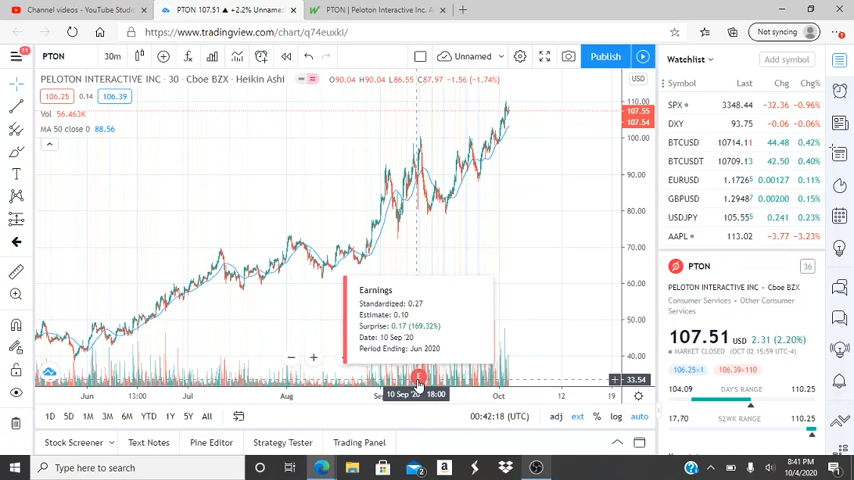 Channel videos - YouTube Studio
PTON 107.51 ▲ +2.2% Unnamed
PTON | Peloton Interactive Inc. A
https://www.tradingview.com/chart/q74euxkl/
Not syncing
11
PTON
30m
Unnamed
Publish
PELOTON INTERACTIVE INC · 30 · Cboe BZX · Heikin Ashi
O90.04 H90.04 L86.55 C87.97 -1.56 (-1.74%)
106.25
0.14
106.39
Vol 56.463K
MA 50 close 0 88.56
USD
110.00
107.55
107.54
100.00
90.00
80.00
70.00
60.00
50.00
40.00
33.54
Earnings
Standardized: 0.27
Estimate: 0.10
Surprise: 0.17 (169.32%)
Date: 10 Sep '20
Period Ending: Jun 2020
E
Jun
17
Jul
17
Aug
10 Sep '20 18:00
Oct
12
19
1D 5D 1M 3M 6M YTD 1Y 5Y All
00:42:18 (UTC)
adj ext % log auto
Stock Screener
Text Notes
Pine Editor
Strategy Tester
Trading Panel
Watchlist
Add symbol
Symbol Last Chg Chg%
SPX 3348.44 -32.36 -0.96%
DXY 93.75 -0.06 -0.06%
BTCUSD 10714.11 44.48 0.42%
BTCUSDT 10709.13 42.50 0.40%
EURUSD 1.17265 0.00127 0.11%
GBPUSD 1.29487 0.00200 0.15%
USDJPY 105.555 0.241 0.23%
AAPL 113.02 -3.77 -3.23%
PTON
36
PELOTON INTERACTIVE INC · Cboe BZX
Consumer Services · Other Consumer
Services
107.51 USD 2.31 (2.20%)
MARKET CLOSED (OCT 02 15:59 UTC-4)
106.25×1
106.39×110
104.09 DAY'S RANGE 110.25
17.70 52WK RANGE 110.25
Type here to search
8:41 PM
10/4/2020